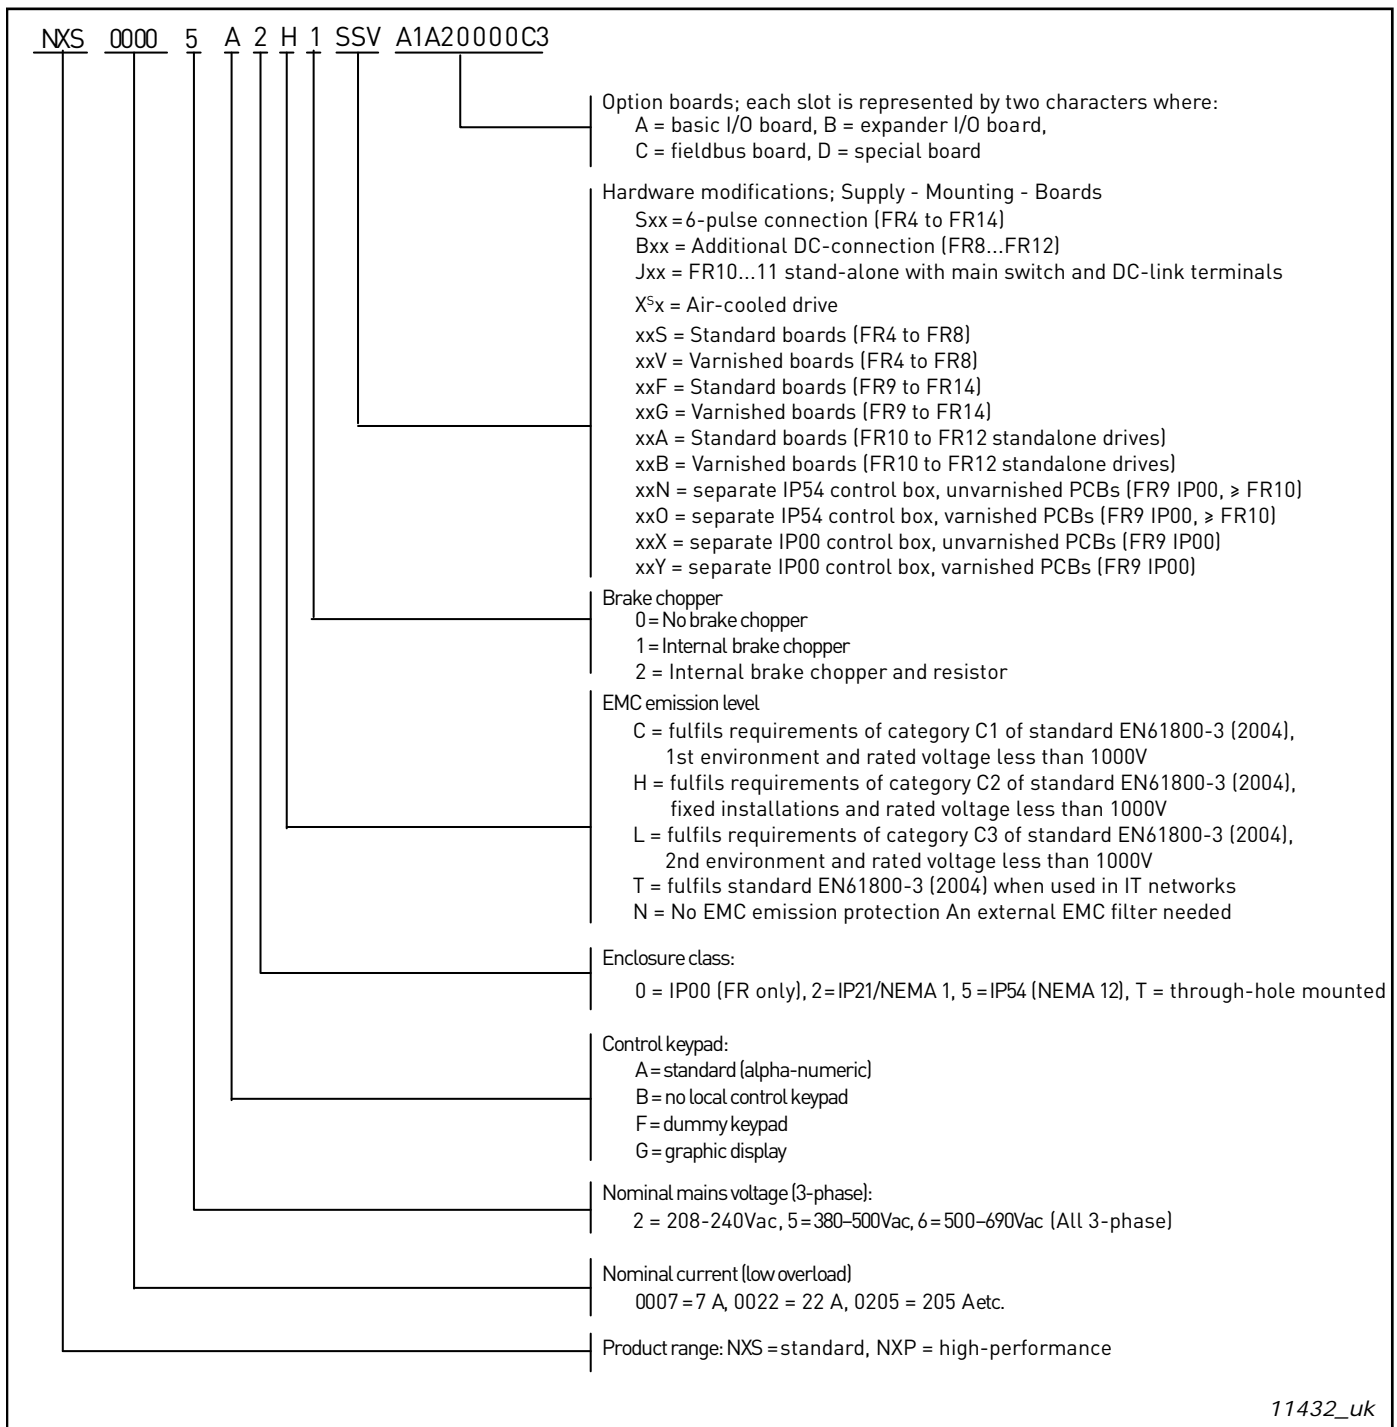 NXS 0000 5 A 2 H 1 SSV A1A20000C3
Option boards; each slot is represented by two characters where:
A = basic I/O board, B = expander I/O board,
C = fieldbus board, D = special board
Hardware modifications; Supply - Mounting - Boards
Sxx = 6-pulse connection (FR4 to FR14)
Bxx = Additional DC-connection (FR8...FR12)
Jxx = FR10...11 stand-alone with main switch and DC-link terminals
XSx = Air-cooled drive
xxS = Standard boards (FR4 to FR8)
xxV = Varnished boards (FR4 to FR8)
xxF = Standard boards (FR9 to FR14)
xxG = Varnished boards (FR9 to FR14)
xxA = Standard boards (FR10 to FR12 standalone drives)
xxB = Varnished boards (FR10 to FR12 standalone drives)
xxN = separate IP54 control box, unvarnished PCBs (FR9 IP00, ≥ FR10)
xxO = separate IP54 control box, varnished PCBs (FR9 IP00, ≥ FR10)
xxX = separate IP00 control box, unvarnished PCBs (FR9 IP00)
xxY = separate IP00 control box, varnished PCBs (FR9 IP00)
Brake chopper
0 = No brake chopper
1 = Internal brake chopper
2 = Internal brake chopper and resistor
EMC emission level
C = fulfils requirements of category C1 of standard EN61800-3 (2004),
1st environment and rated voltage less than 1000V
H = fulfils requirements of category C2 of standard EN61800-3 (2004),
fixed installations and rated voltage less than 1000V
L = fulfils requirements of category C3 of standard EN61800-3 (2004),
2nd environment and rated voltage less than 1000V
T = fulfils standard EN61800-3 (2004) when used in IT networks
N = No EMC emission protection An external EMC filter needed
Enclosure class:
0 = IP00 (FR only), 2 = IP21/NEMA 1, 5 = IP54 (NEMA 12), T = through-hole mounted
Control keypad:
A = standard (alpha-numeric)
B = no local control keypad
F = dummy keypad
G = graphic display
Nominal mains voltage (3-phase):
2 = 208-240Vac, 5 = 380–500Vac, 6 = 500–690Vac (All 3-phase)
Nominal current (low overload)
0007 = 7 A, 0022 = 22 A, 0205 = 205 Aetc.
Product range: NXS = standard, NXP = high-performance
11432_uk